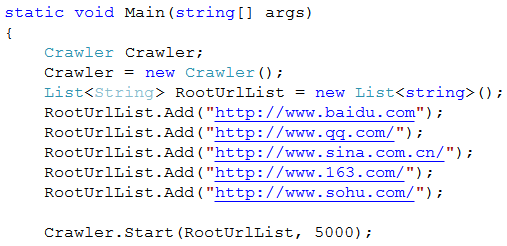 static void Main(string[] args)
{
    Crawler Crawler;
    Crawler = new Crawler();
    List<String> RootUrlList = new List<string>();
    RootUrlList.Add("http://www.baidu.com");
    RootUrlList.Add("http://www.qq.com/");
    RootUrlList.Add("http://www.sina.com.cn/");
    RootUrlList.Add("http://www.163.com/");
    RootUrlList.Add("http://www.sohu.com/");
    Crawler.Start(RootUrlList, 5000);